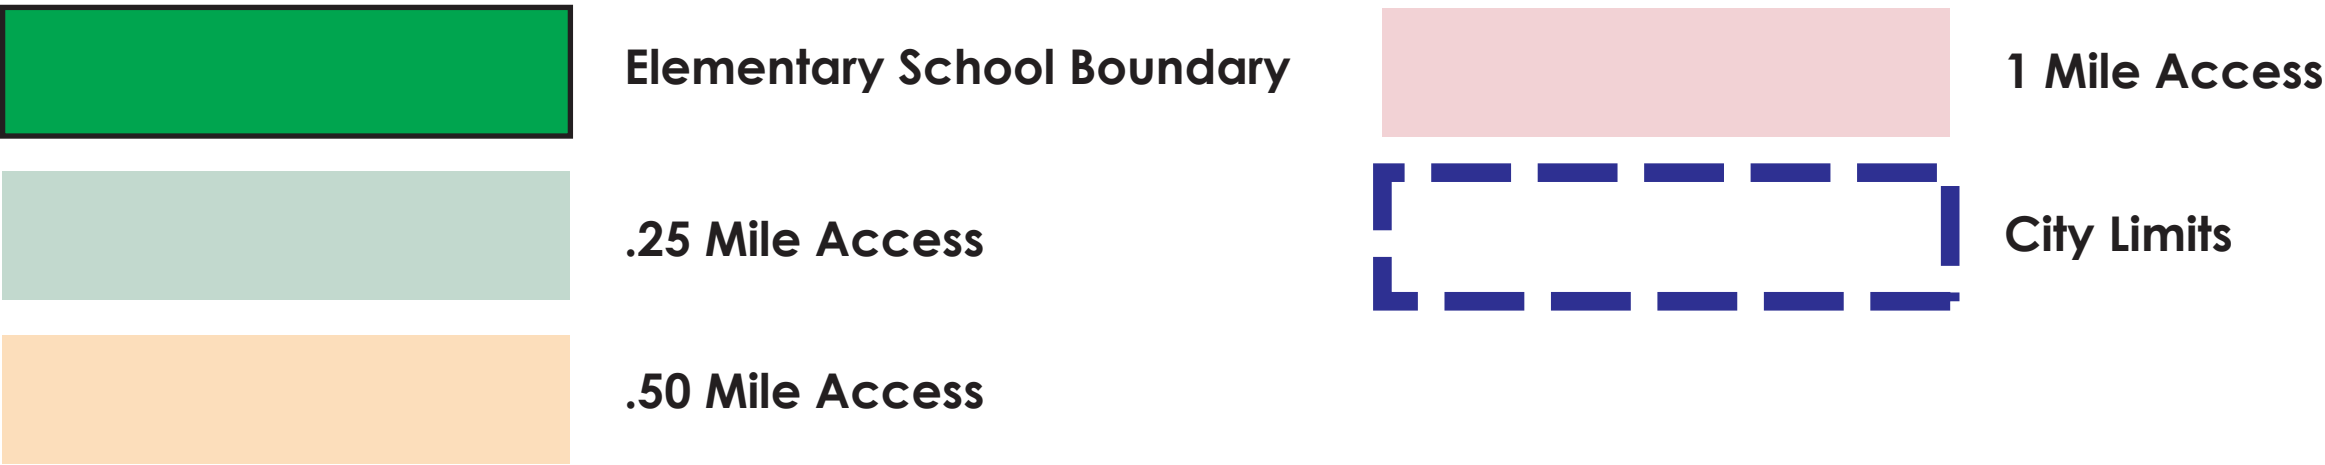 Elementary School Boundary
.25 Mile Access
.50 Mile Access
1 Mile Access
City Limits